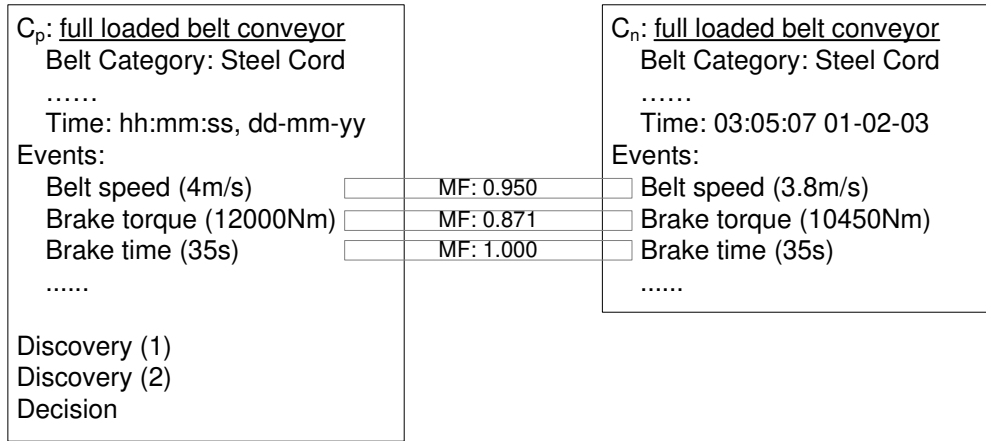 Cp: full loaded belt conveyor
Belt Category: Steel Cord
……
Time: hh:mm:ss, dd-mm-yy
Events:
Belt speed (4m/s)
Brake torque (12000Nm)
Brake time (35s)
......
Discovery (1)
Discovery (2)
Decision
MF: 0.950
MF: 0.871
MF: 1.000
Cn: full loaded belt conveyor
Belt Category: Steel Cord
……
Time: 03:05:07 01-02-03
Events:
Belt speed (3.8m/s)
Brake torque (10450Nm)
Brake time (35s)
......